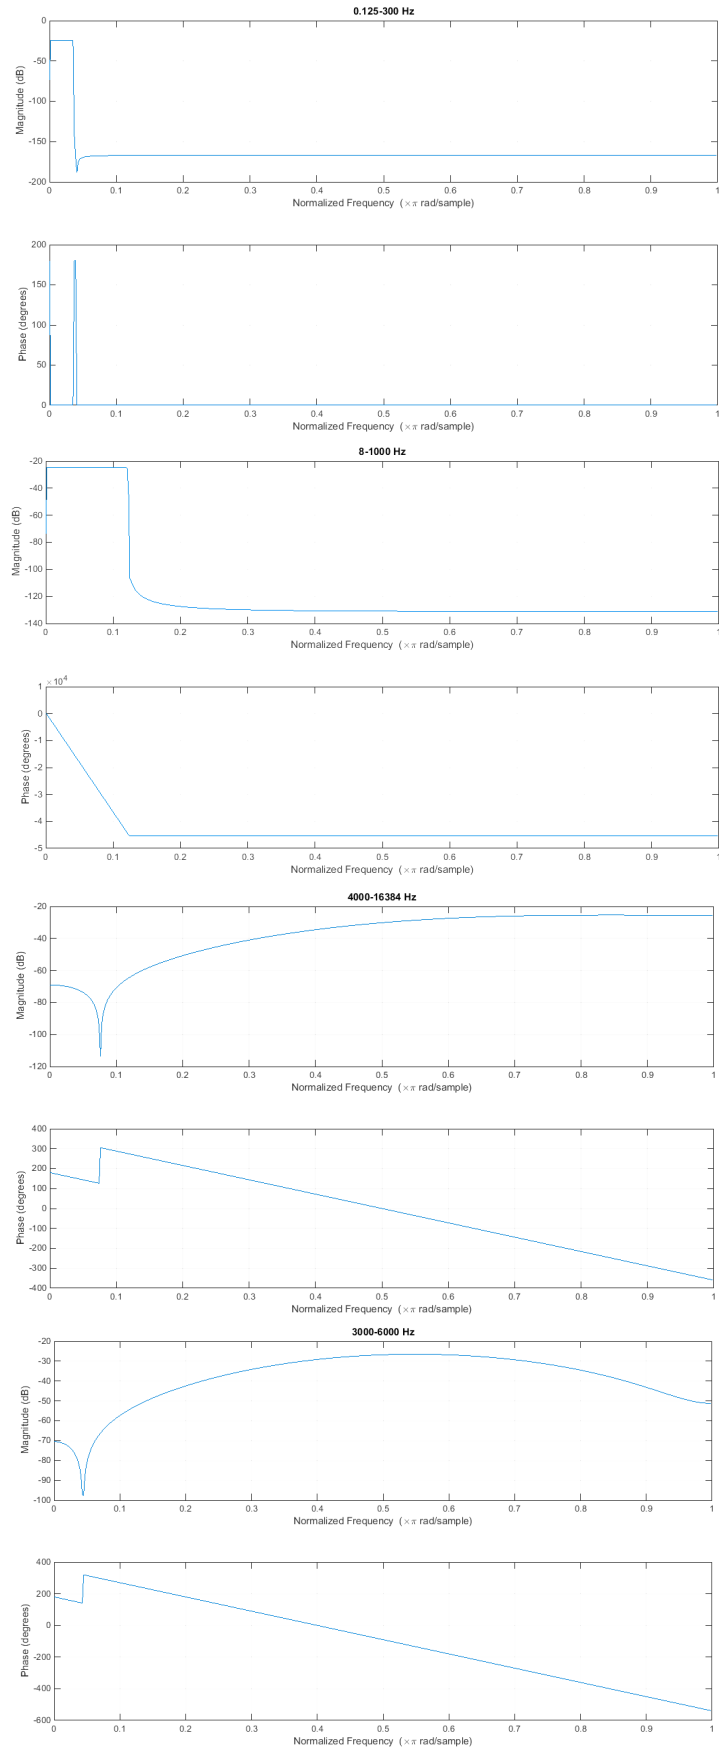 0.125-300 Hz
0
-50
-100
-150
-200
Magnitude (dB)
0 0.1 0.2 0.3 0.4 0.5 0.6 0.7 0.8 0.9 1
Normalized Frequency (×π rad/sample)
200
150
100
50
0
Phase (degrees)
0 0.1 0.2 0.3 0.4 0.5 0.6 0.7 0.8 0.9 1
Normalized Frequency (×π rad/sample)
8-1000 Hz
-20
-40
-60
-80
-100
-120
-140
Magnitude (dB)
0 0.1 0.2 0.3 0.4 0.5 0.6 0.7 0.8 0.9 1
Normalized Frequency (×π rad/sample)
×10⁴
1
0
-1
-2
-3
-4
-5
Phase (degrees)
0 0.1 0.2 0.3 0.4 0.5 0.6 0.7 0.8 0.9 1
Normalized Frequency (×π rad/sample)
4000-16384 Hz
-20
-40
-60
-80
-100
-120
Magnitude (dB)
0 0.1 0.2 0.3 0.4 0.5 0.6 0.7 0.8 0.9 1
Normalized Frequency (×π rad/sample)
400
300
200
100
0
-100
-200
-300
-400
Phase (degrees)
0 0.1 0.2 0.3 0.4 0.5 0.6 0.7 0.8 0.9 1
Normalized Frequency (×π rad/sample)
3000-6000 Hz
-20
-30
-40
-50
-60
-70
-80
-90
-100
Magnitude (dB)
0 0.1 0.2 0.3 0.4 0.5 0.6 0.7 0.8 0.9 1
Normalized Frequency (×π rad/sample)
400
200
0
-200
-400
-600
Phase (degrees)
0 0.1 0.2 0.3 0.4 0.5 0.6 0.7 0.8 0.9 1
Normalized Frequency (×π rad/sample)